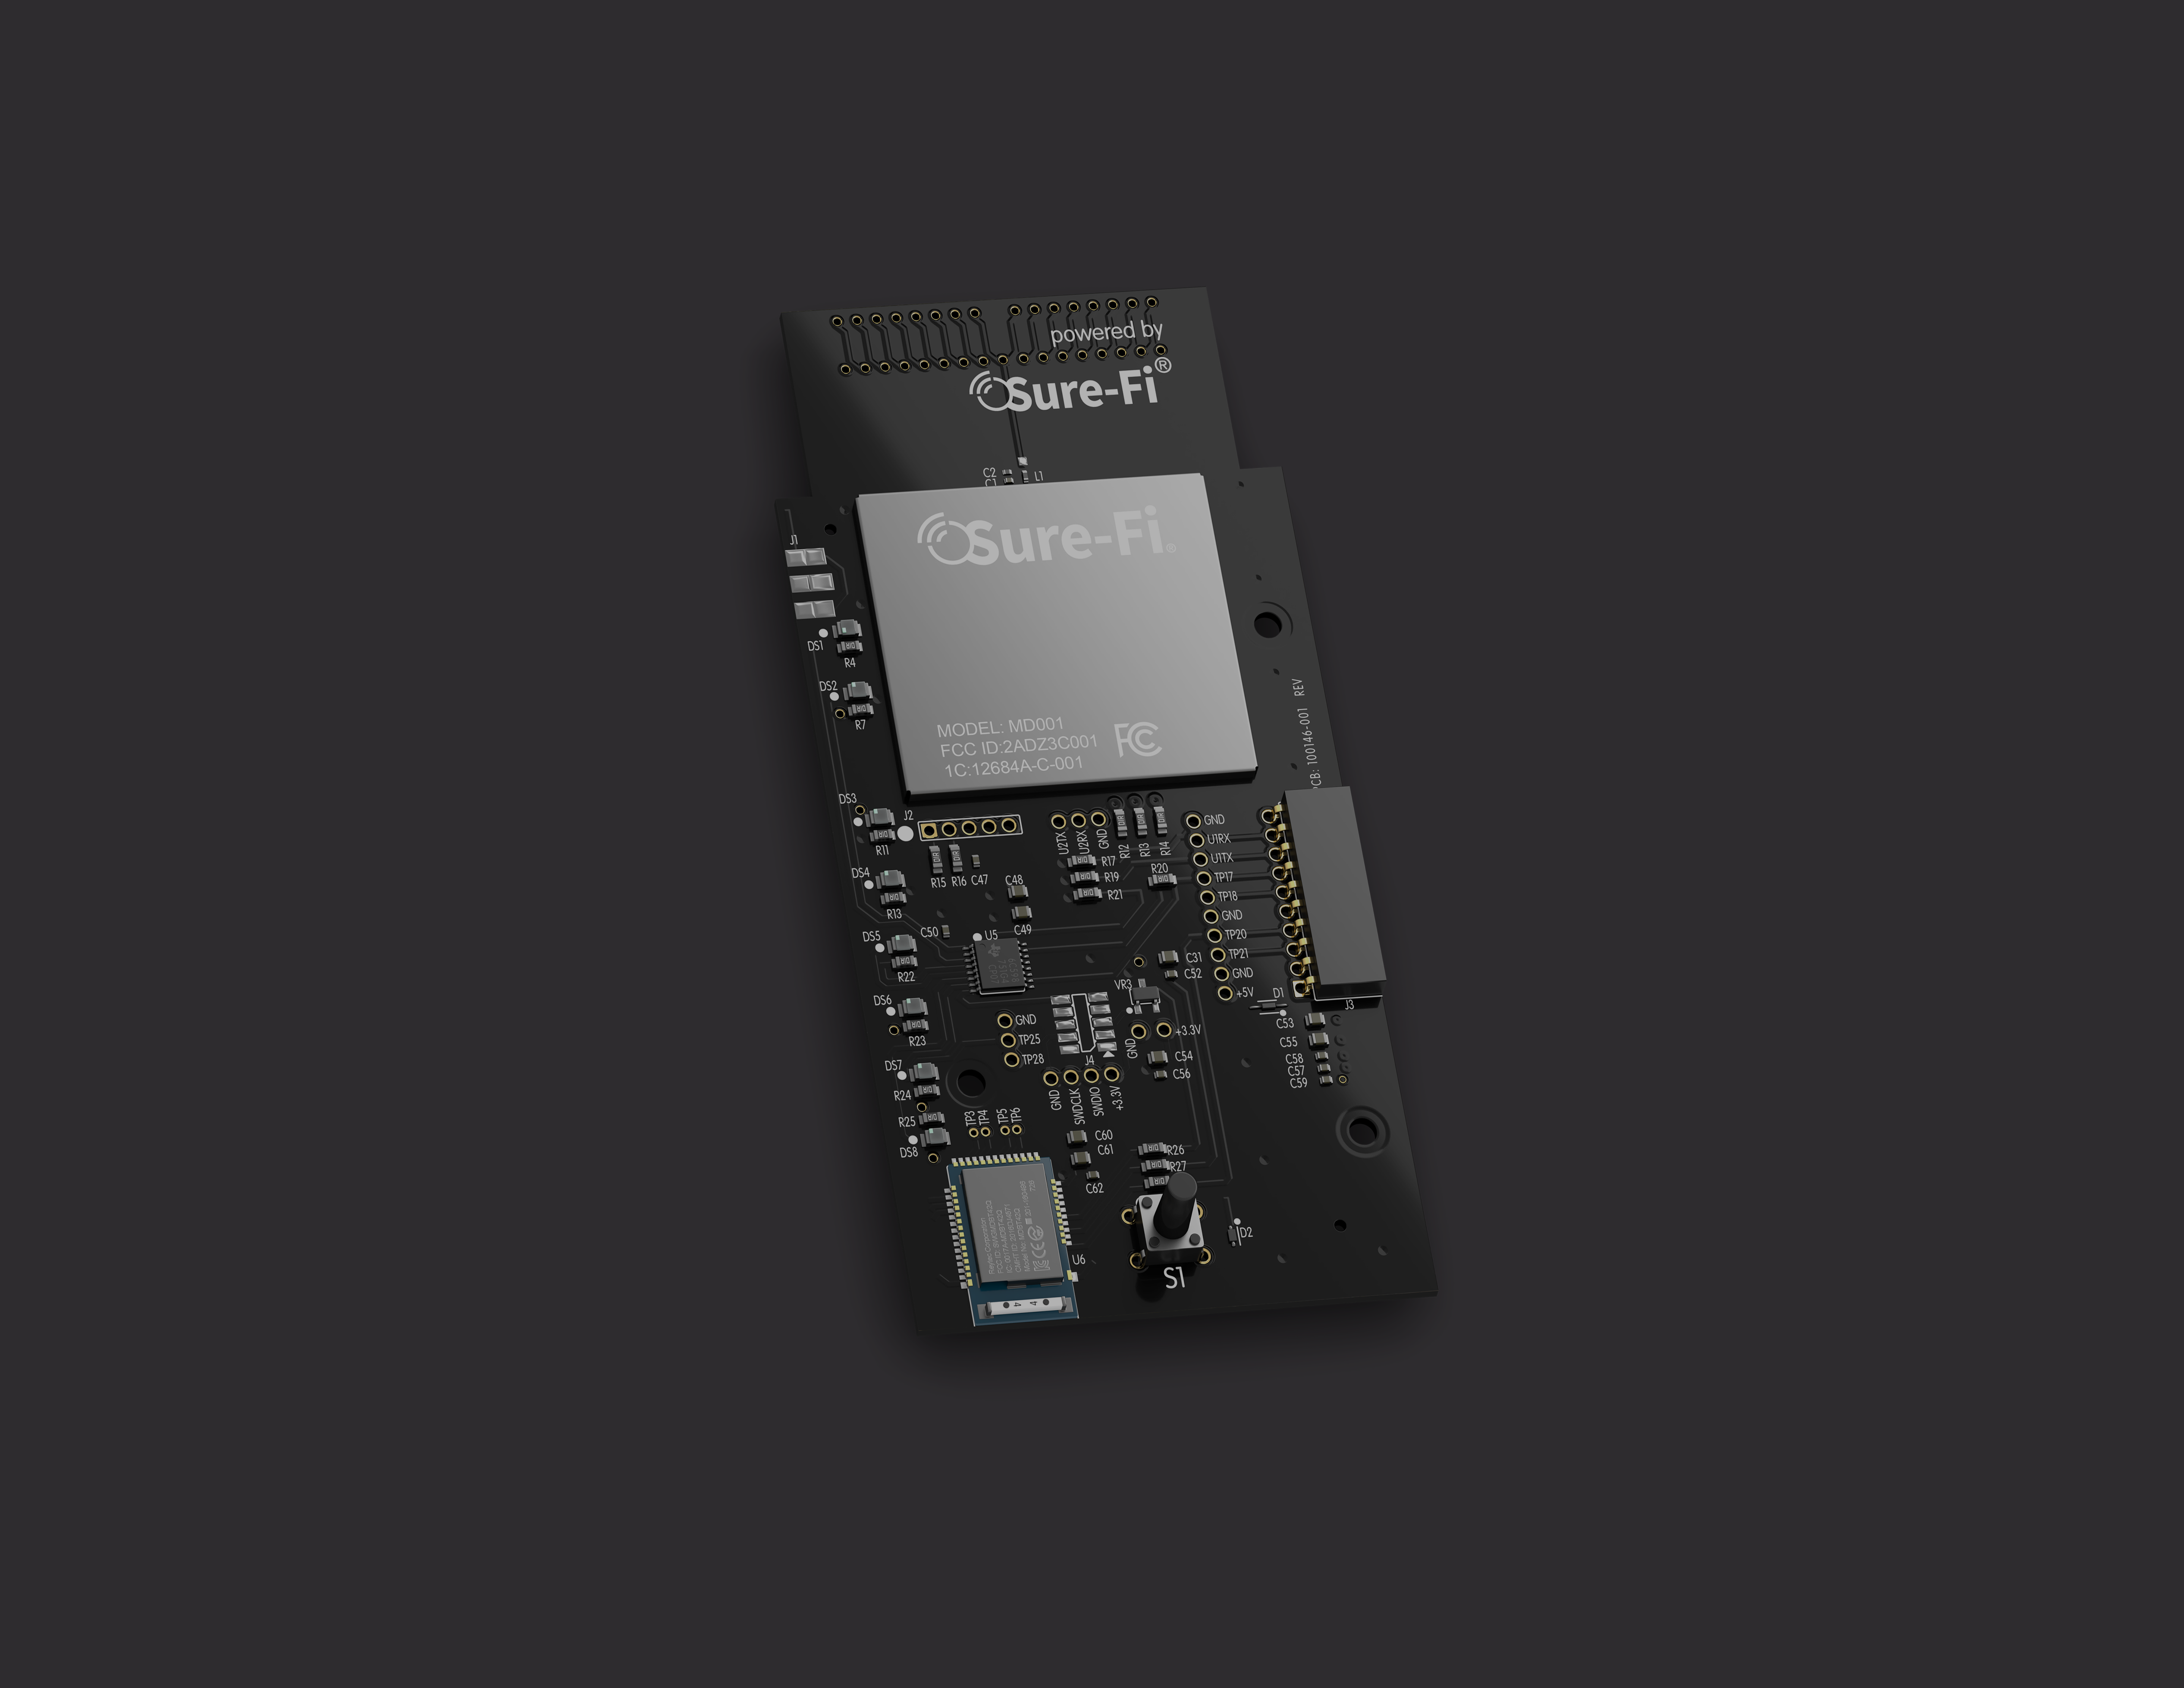 powered by
Sure-Fi®
C2
C1
L1
Sure-Fi®
J1
DS1
R4
DS2
R7
MODEL: MD001
FCC ID:2ADZ3C001
1C:12684A-C-001
FC
PCB: 100146-001 REV
DS3
R11
J2
U2TX
U2RX
GND
R12
R13
R14
GND
U1RX
U1TX
TP17
TP18
GND
TP20
TP21
GND
+5V
R15
R16
C47
C48
R17
R19
R21
R20
DS4
R13
C50
U5
C49
DS5
R22
C31
C52
VR3
D1
J3
DS6
R23
GND
TP25
TP28
J4
GND
+3.3V
C53
C55
C58
C57
C59
C54
C56
DS7
R24
R25
DS8
TP3
TP4
TP5
TP6
GND
SWDCLK
SWDIO
+3.3V
C60
C61
C62
R26
R27
U6
D2
S1